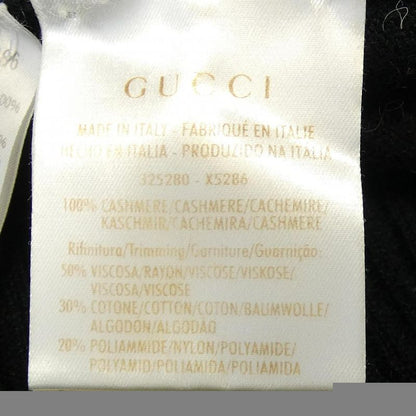 GUCCI
MADE IN ITALY - FABRIQUÉ EN ITALIE
HECHO EN ITALIA - PRODUZIDO NA ITÁLIA
325280 - X5286
100% CASHMERE/CASHMERE/CACHEMIRE/
KASCHMIR/CACHEMIRA/CASHMERE
Rifinitura/Trimming/Garniture/Guarnição:
50% VISCOSA/RAYON/VISCOSE/VISKOSE/
VISCOSA/VISCOSE
30% COTONE/COTTON/COTON/BAUMWOLLE/
ALGODÓN/ALGODAO
20% POLIAMMIDE/NYLON/POLYAMIDE/
POLYAMID/POLIAMIDA/POLIAMIDA